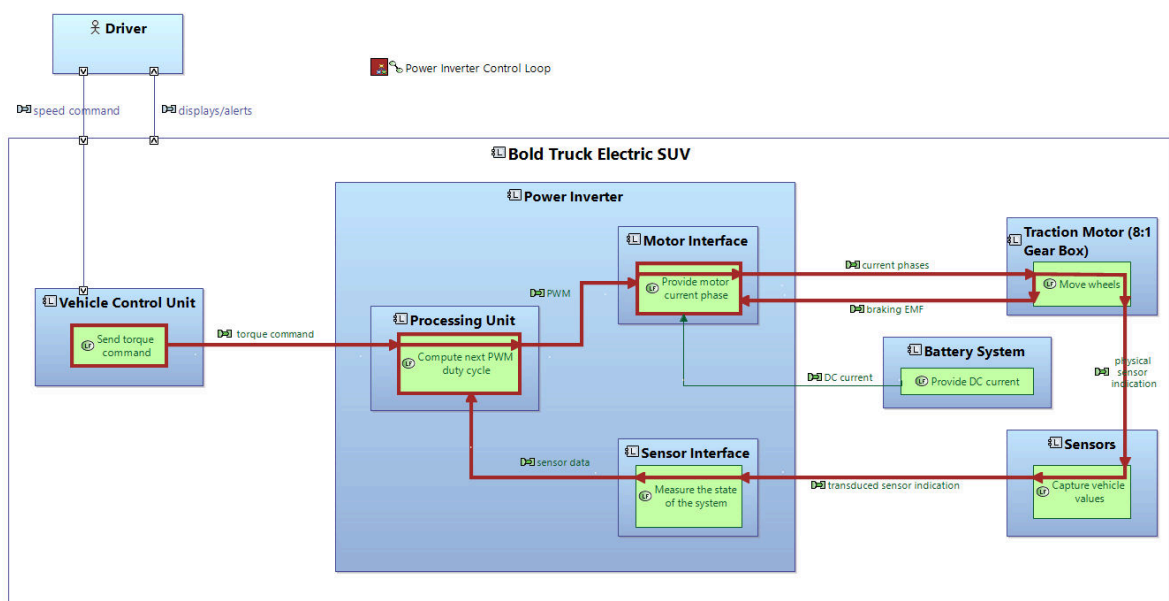 Driver
Power Inverter Control Loop
speed command
displays/alerts
Bold Truck Electric SUV
Power Inverter
Motor Interface
Traction Motor (8:1
Gear Box)
current phases
Provide motor
current phase
Move wheels
PWM
braking EMF
Vehicle Control Unit
Processing Unit
Send torque
command
torque command
Compute next PWM
duty cycle
Battery System
DC current
Provide DC current
physical
sensor
indication
Sensor Interface
Sensors
sensor data
Measure the state
of the system
transduced sensor indication
Capture vehicle
values